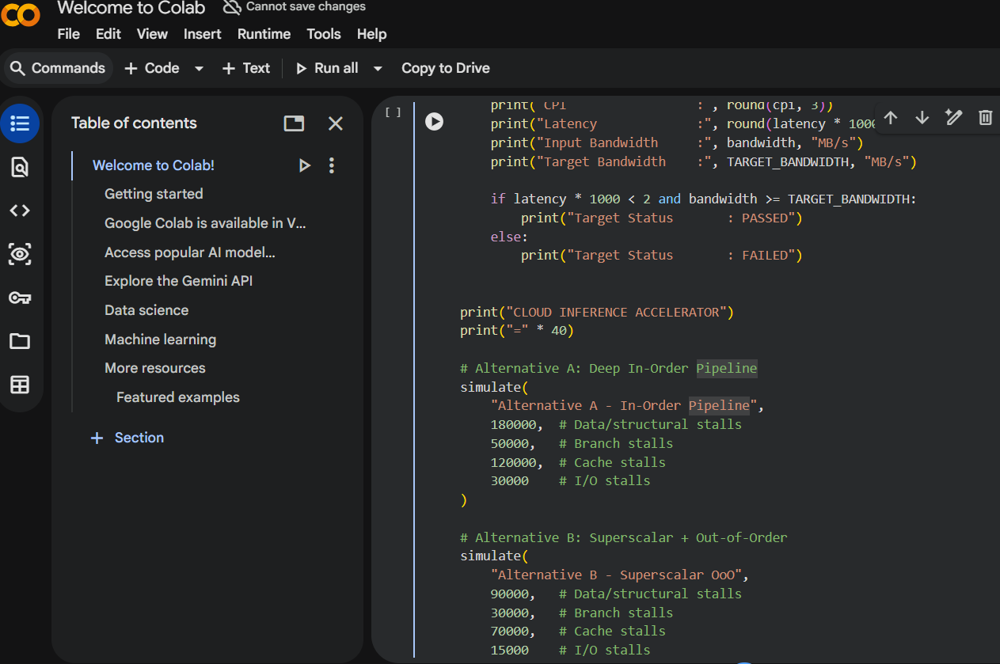 Welcome to Colab
Cannot save changes
File Edit View Insert Runtime Tools Help
Commands + Code + Text Run all Copy to Drive
Table of contents
Welcome to Colab!
Getting started
Google Colab is available in V...
Access popular AI model...
Explore the Gemini API
Data science
Machine learning
More resources
Featured examples
+ Section
[ ]
print("CPI                 :", round(cpi, 3))
print("Latency             :", round(latency * 1000
print("Input Bandwidth     :", bandwidth, "MB/s")
print("Target Bandwidth    :", TARGET_BANDWIDTH, "MB/s")
if latency * 1000 < 2 and bandwidth >= TARGET_BANDWIDTH:
print("Target Status       : PASSED")
else:
print("Target Status       : FAILED")
print("CLOUD INFERENCE ACCELERATOR")
print("=" * 40)
# Alternative A: Deep In-Order Pipeline
simulate(
"Alternative A - In-Order Pipeline",
180000,  # Data/structural stalls
50000,   # Branch stalls
120000,  # Cache stalls
30000    # I/O stalls
)
# Alternative B: Superscalar + Out-of-Order
simulate(
"Alternative B - Superscalar OoO",
90000,   # Data/structural stalls
30000,   # Branch stalls
70000,   # Cache stalls
15000    # I/O stalls